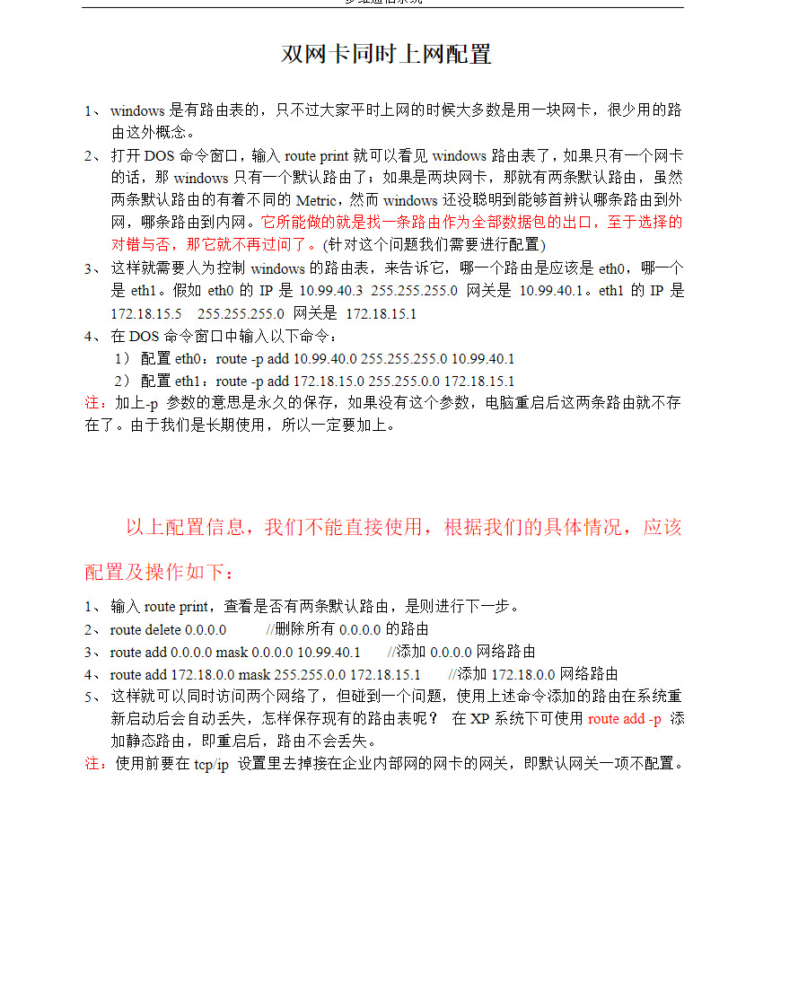 双网卡同时上网配置
1、 windows 是有路由表的，只不过大家平时上网的时候大多数是用一块网卡，很少用的路
由这外概念。
2、 打开 DOS 命令窗口，输入 route print 就可以看见 windows 路由表了，如果只有一个网卡
的话，那 windows 只有一个默认路由了；如果是两块网卡，那就有两条默认路由，虽然
两条默认路由的有着不同的 Metric，然而 windows 还没聪明到能够首辨认哪条路由到外
网，哪条路由到内网。它所能做的就是找一条路由作为全部数据包的出口，至于选择的
对错与否，那它就不再过问了。(针对这个问题我们需要进行配置)
3、 这样就需要人为控制 windows 的路由表，来告诉它，哪一个路由是应该是 eth0，哪一个
是 eth1。假如 eth0 的 IP 是 10.99.40.3 255.255.255.0 网关是 10.99.40.1。eth1 的 IP 是
172.18.15.5 255.255.255.0 网关是 172.18.15.1
4、 在 DOS 命令窗口中输入以下命令：
1） 配置 eth0：route -p add 10.99.40.0 255.255.255.0 10.99.40.1
2） 配置 eth1：route -p add 172.18.15.0 255.255.0.0 172.18.15.1
注：加上-p 参数的意思是永久的保存，如果没有这个参数，电脑重启后这两条路由就不存
在了。由于我们是长期使用，所以一定要加上。
以上配置信息，我们不能直接使用，根据我们的具体情况，应该
配置及操作如下：
1、 输入 route print，查看是否有两条默认路由，是则进行下一步。
2、 route delete 0.0.0.0 //删除所有 0.0.0.0 的路由
3、 route add 0.0.0.0 mask 0.0.0.0 10.99.40.1 //添加 0.0.0.0 网络路由
4、 route add 172.18.0.0 mask 255.255.0.0 172.18.15.1 //添加 172.18.0.0 网络路由
5、 这样就可以同时访问两个网络了，但碰到一个问题，使用上述命令添加的路由在系统重
新启动后会自动丢失，怎样保存现有的路由表呢？ 在 XP 系统下可使用 route add -p 添
加静态路由，即重启后，路由不会丢失。
注：使用前要在 tcp/ip 设置里去掉接在企业内部网的网卡的网关，即默认网关一项不配置。